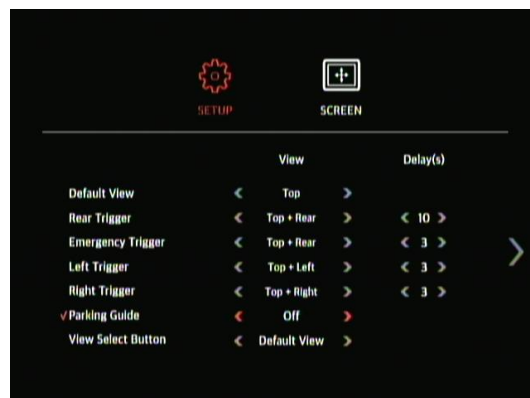 SETUP SCREEN
View Delay(s)
Default View Top
Rear Trigger Top + Rear 10
Emergency Trigger Top + Rear 3
Left Trigger Top + Left 3
Right Trigger Top + Right 3
Parking Guide Off
View Select Button Default View